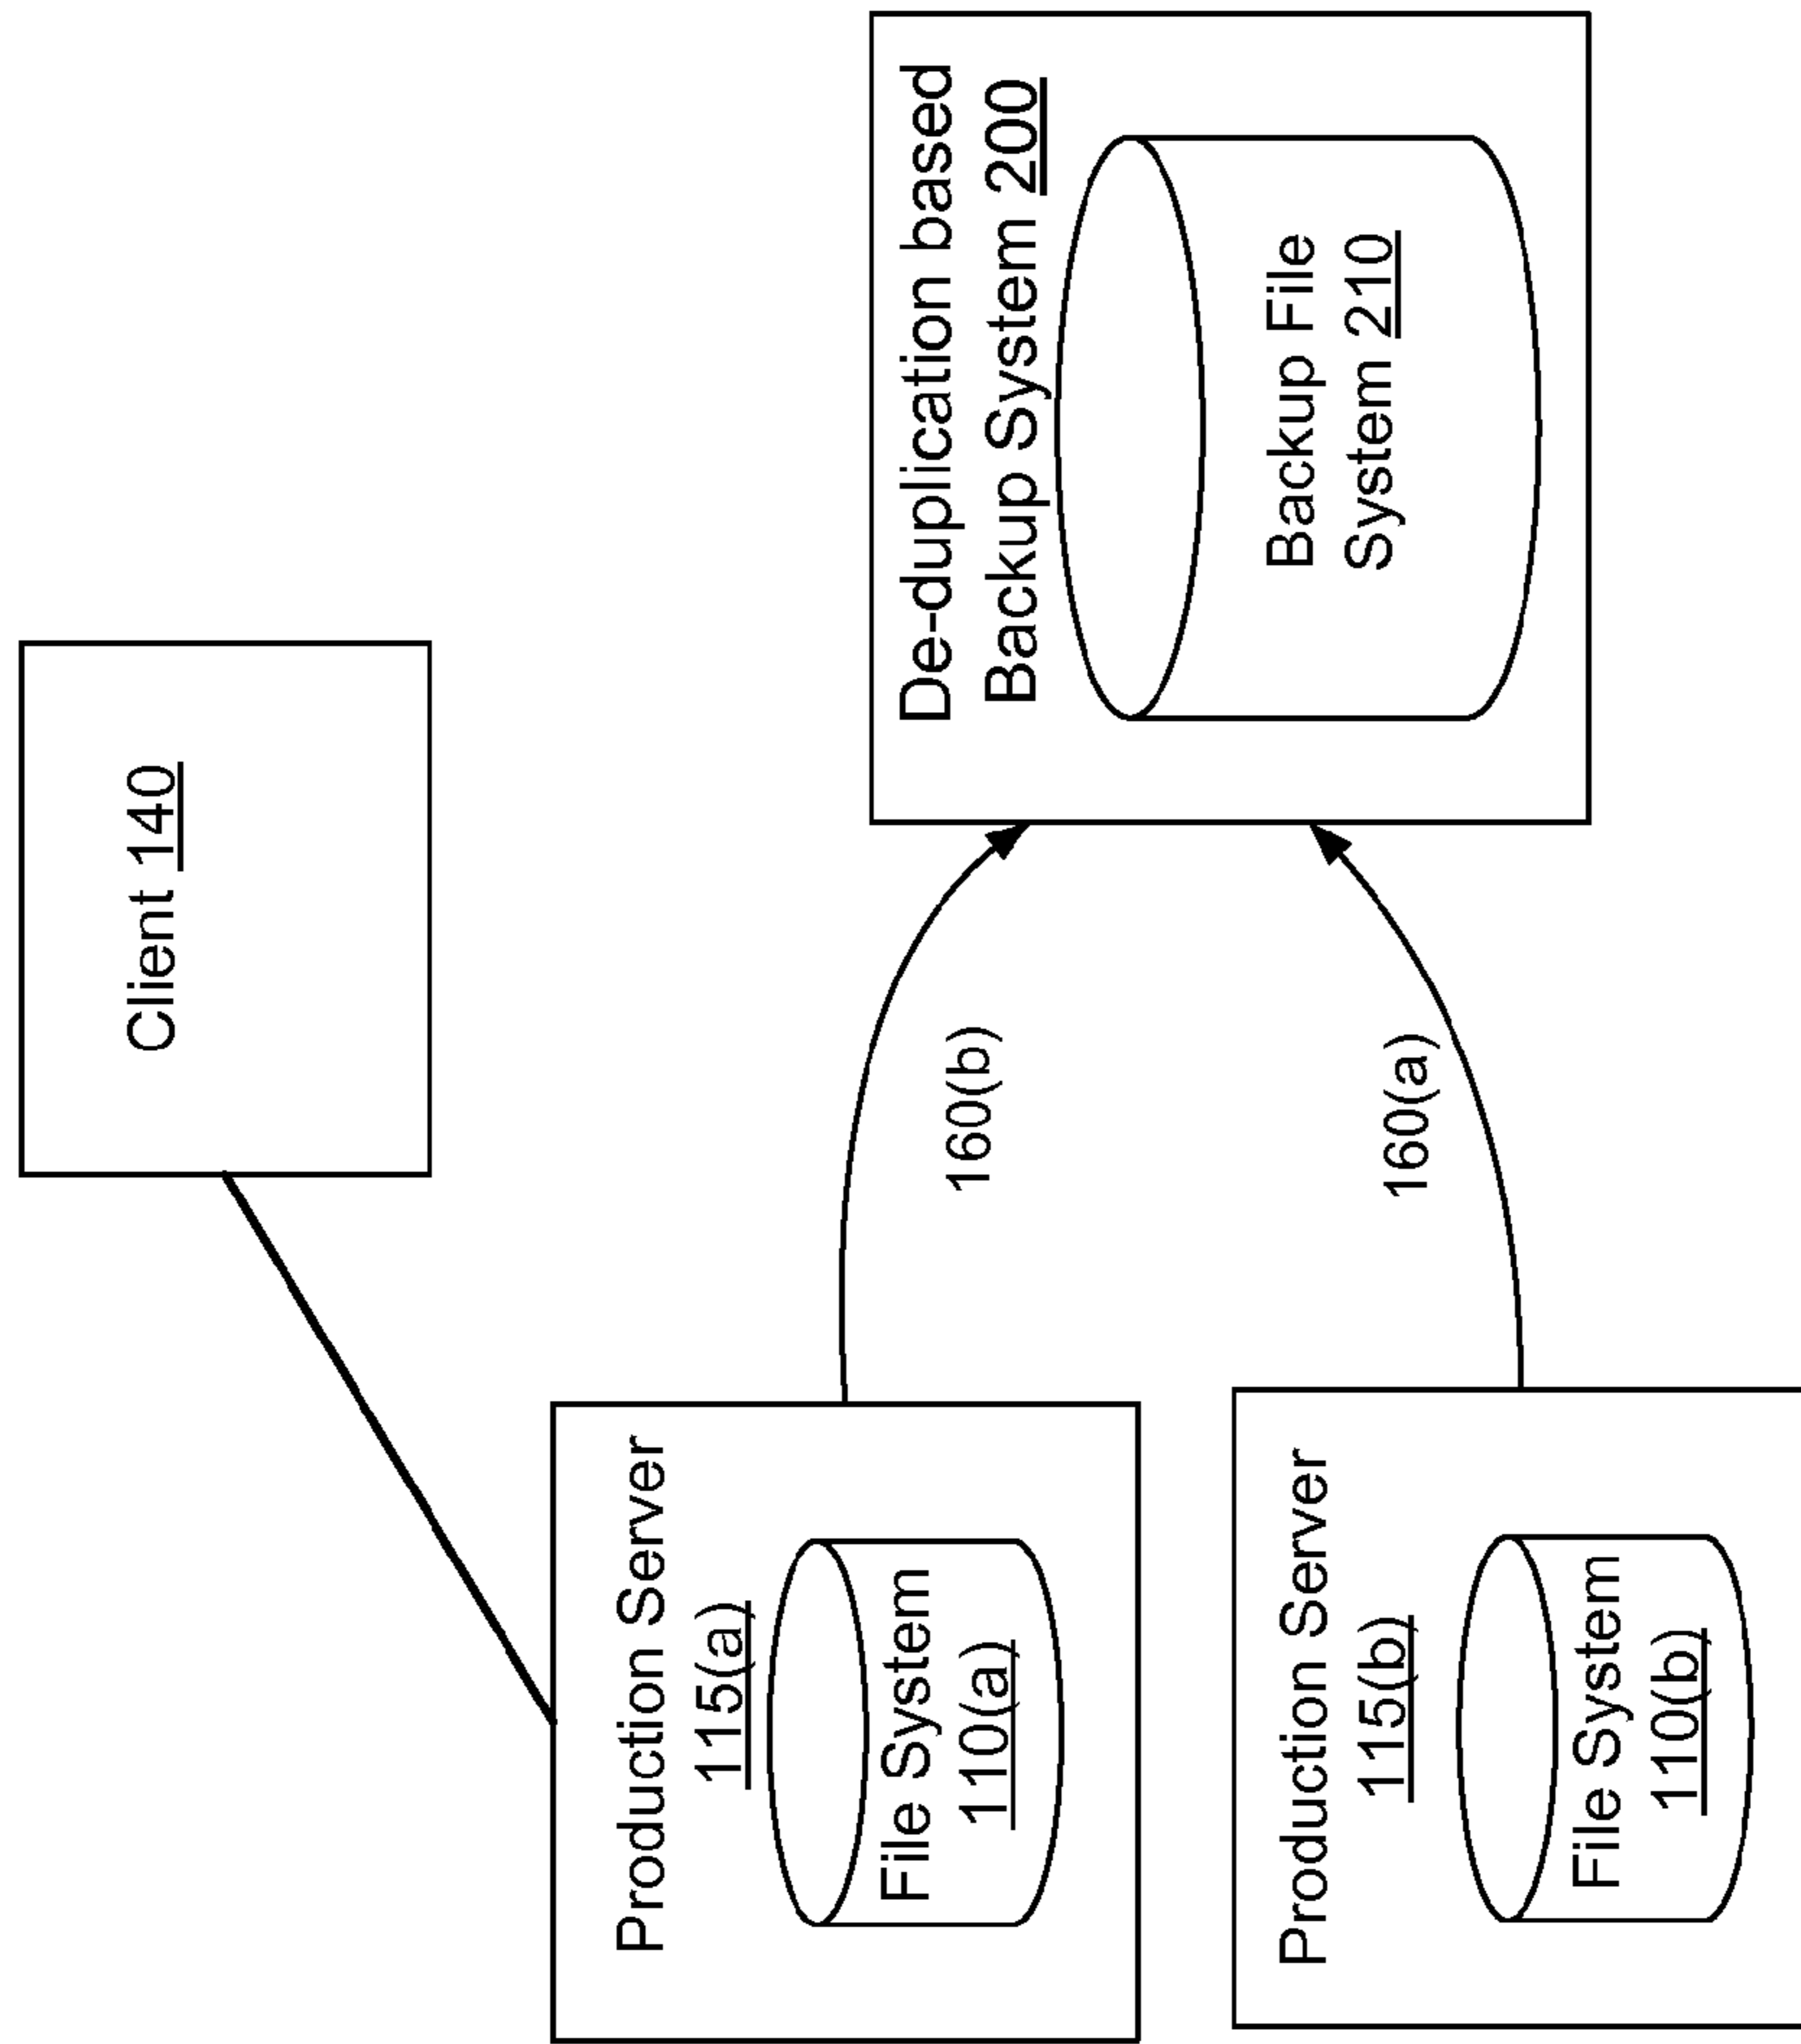 Client 140
De-duplication based
Backup System 200
Backup File
System 210
160(b)
160(a)
Production Server
115(a)
File System
110(a)
Production Server
115(b)
File System
110(b)